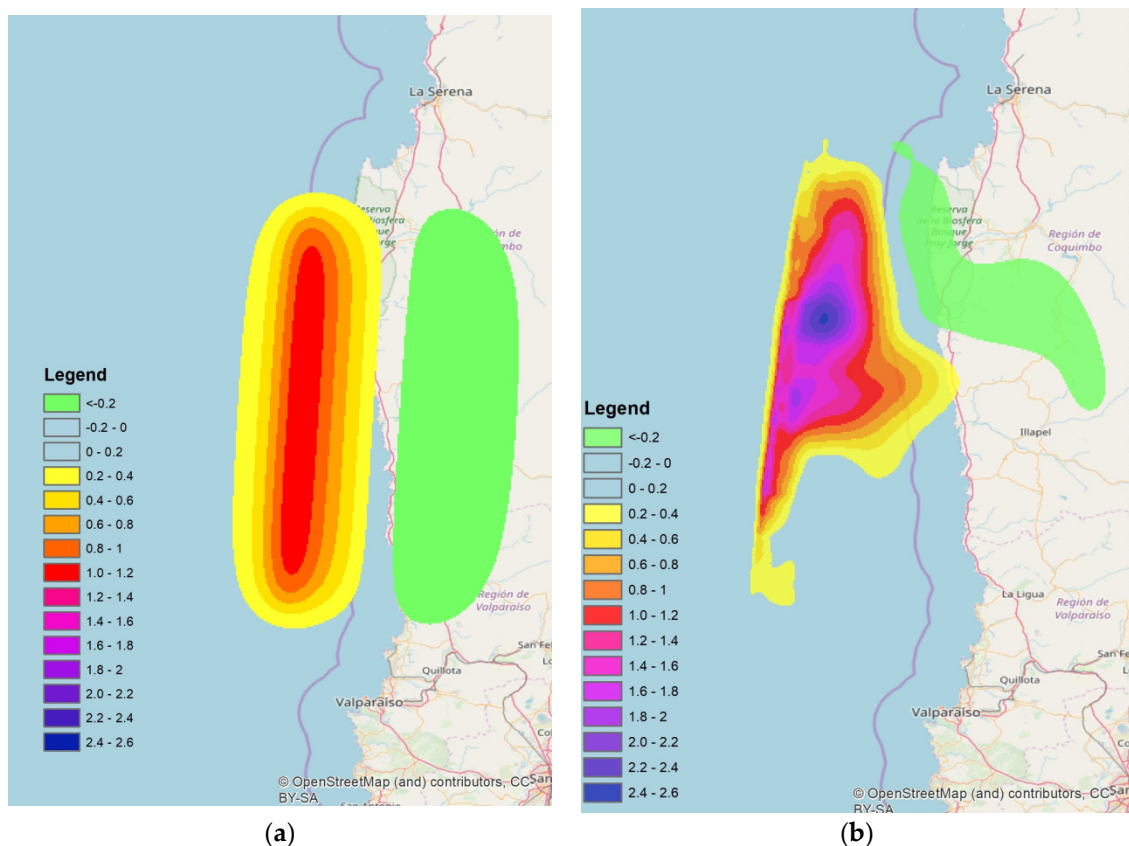 La Serena
Reserva
Biosfera
sque
Jorge
Región de
Coquimbo
Legend
<-0.2
-0.2 - 0
0 - 0.2
0.2 - 0.4
0.4 - 0.6
0.6 - 0.8
0.8 - 1
1.0 - 1.2
1.2 - 1.4
1.4 - 1.6
1.6 - 1.8
1.8 - 2
2.0 - 2.2
2.2 - 2.4
2.4 - 2.6
Región de
Valparaíso
San Fel
Quillota
Valparaíso
© OpenStreetMap (and) contributors, CC
BY-SA
(a)
La Serena
Reserva
de la Biosfera
Bosque
Fray Jorge
Región de
Coquimbo
Illapel
Legend
<-0.2
-0.2 - 0
0 - 0.2
0.2 - 0.4
0.4 - 0.6
0.6 - 0.8
0.8 - 1
1.0 - 1.2
1.2 - 1.4
1.4 - 1.6
1.6 - 1.8
1.8 - 2
2.0 - 2.2
2.2 - 2.4
2.4 - 2.6
La Ligua
Región de
Valparaíso
San Fel
Quillota
Valparaíso
© OpenStreetMap (and) contributors, CC
BY-SA
(b)